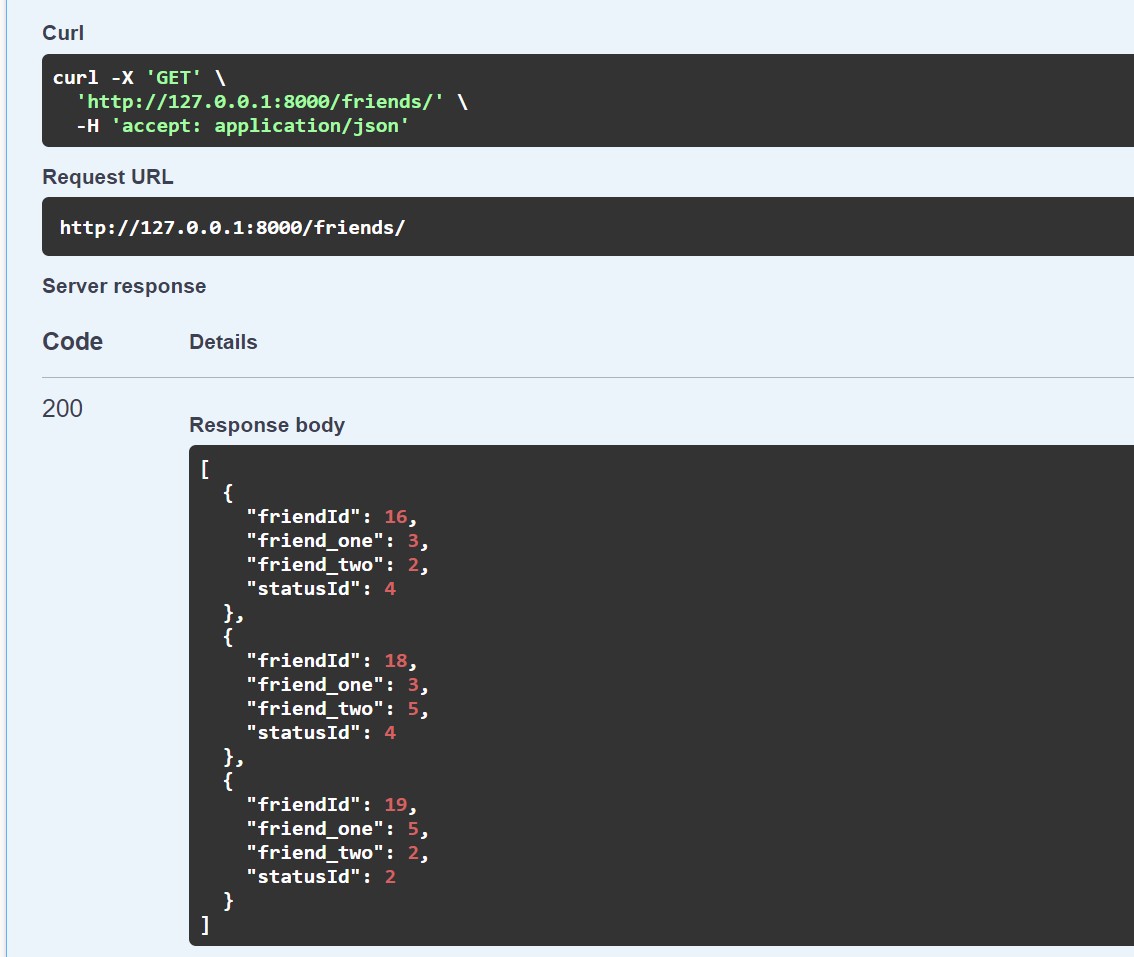 Curl
curl -X 'GET' \
  'http://127.0.0.1:8000/friends/' \
  -H 'accept: application/json'
Request URL
http://127.0.0.1:8000/friends/
Server response
Code Details
200
Response body
[
  {
    "friendId": 16,
    "friend_one": 3,
    "friend_two": 2,
    "statusId": 4
  },
  {
    "friendId": 18,
    "friend_one": 3,
    "friend_two": 5,
    "statusId": 4
  },
  {
    "friendId": 19,
    "friend_one": 5,
    "friend_two": 2,
    "statusId": 2
  }
]